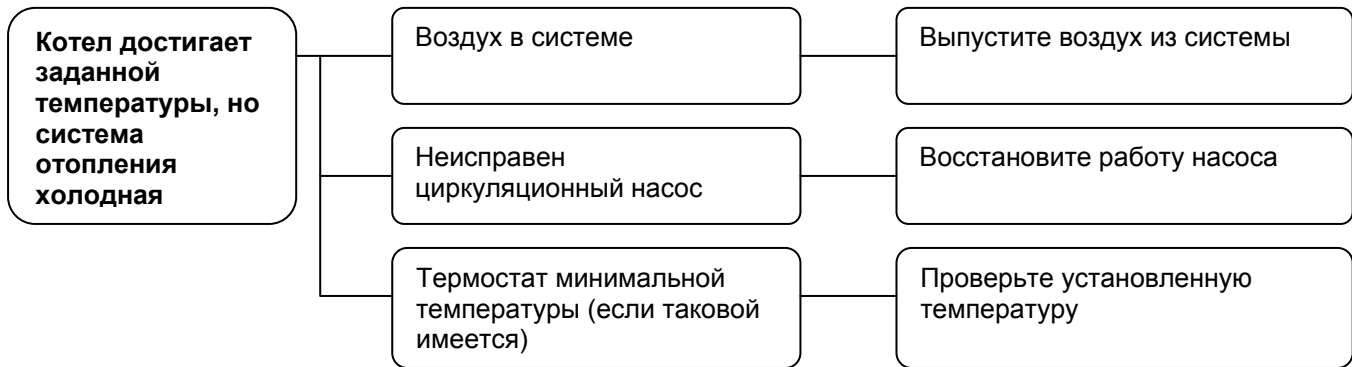 Котел достигает
заданной
температуры, но
система
отопления
холодная
Воздух в системе
Выпустите воздух из системы
Неисправен
циркуляционный насос
Восстановите работу насоса
Термостат минимальной
температуры (если таковой
имеется)
Проверьте установленную
температуру